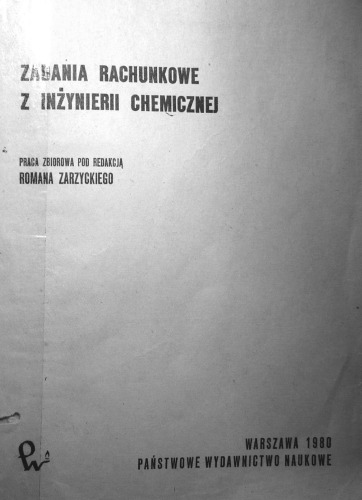 ZADANIA RACHUNKOWE
Z INŻYNIERII CHEMICZNEJ
PRACA ZBIOROWA POD REDAKCJĄ
ROMANA ZARZYCKIEGO
WARSZAWA 1980
PAŃSTWOWE WYDAWNICTWO NAUKOWE